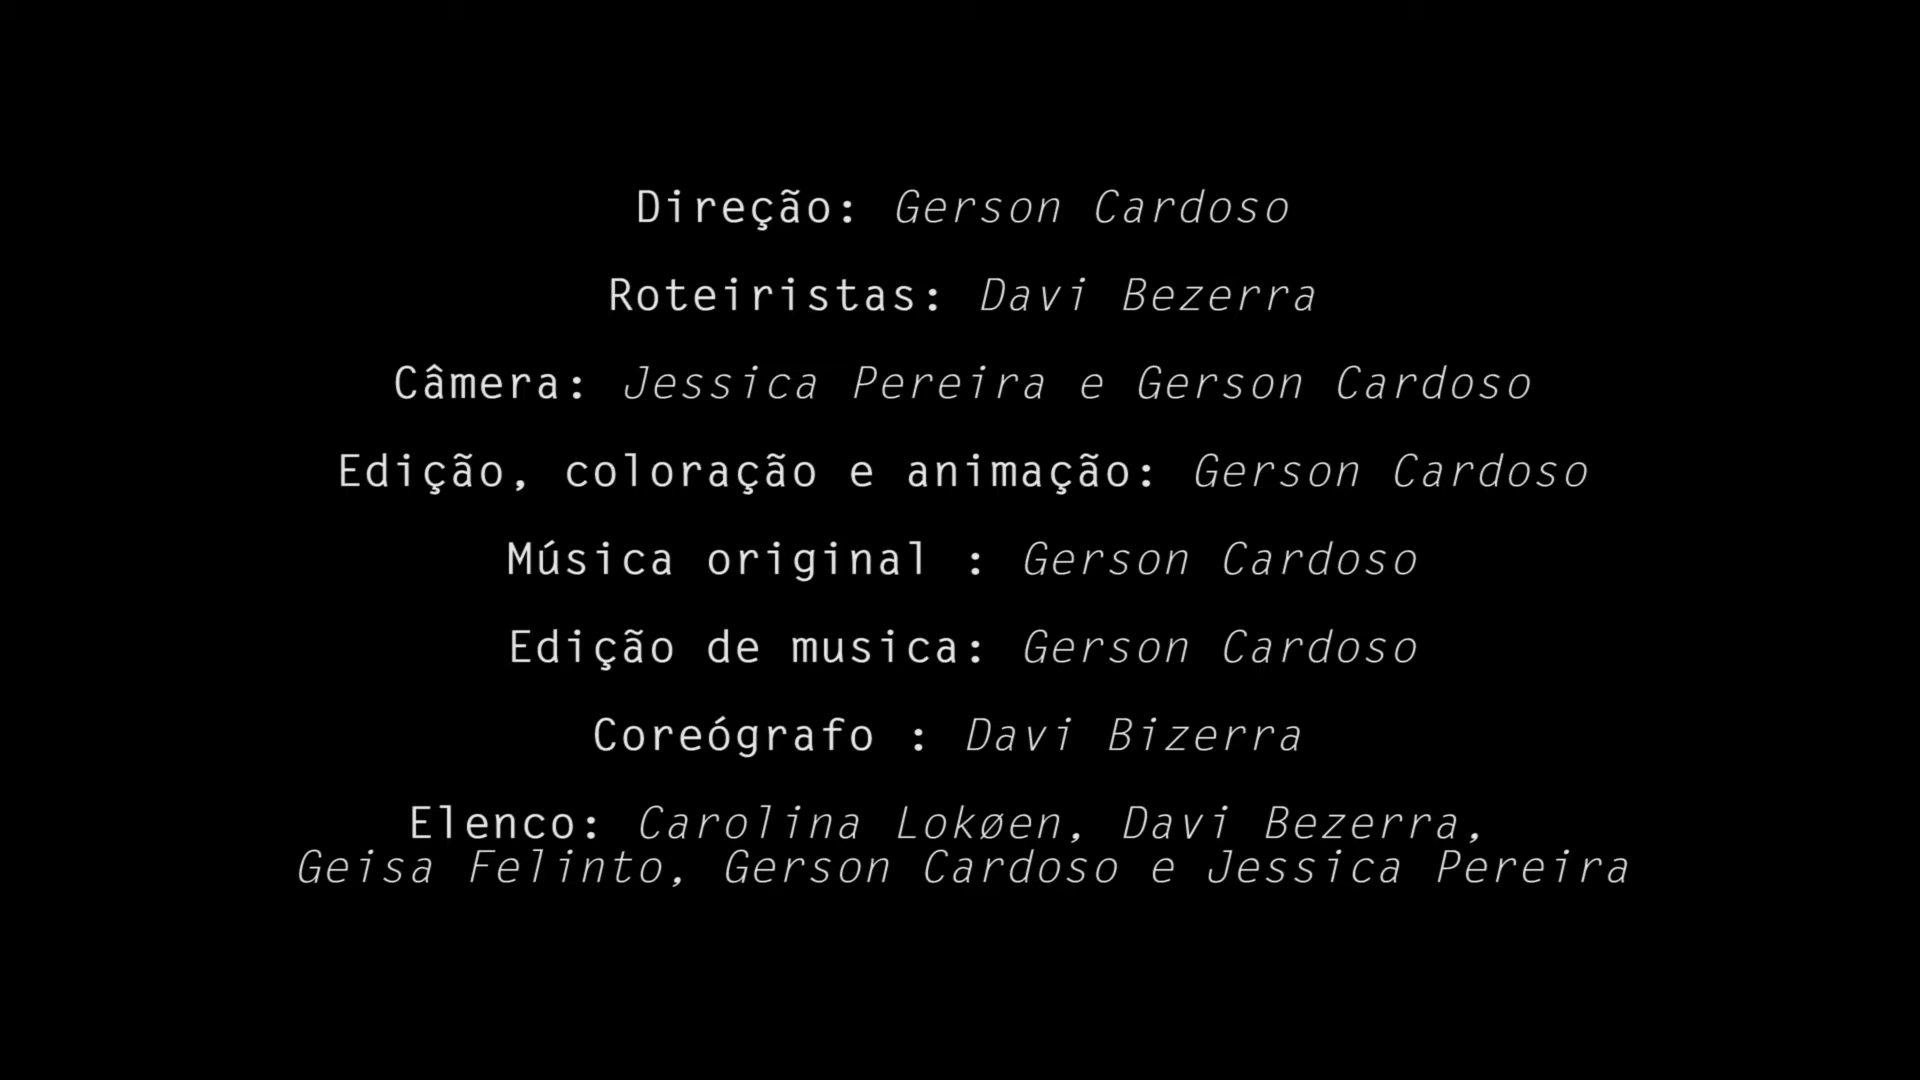 Direção: Gerson Cardoso
Roteiristas: Davi Bezerra
Câmera: Jessica Pereira e Gerson Cardoso
Edição, coloração e animação: Gerson Cardoso
Música original : Gerson Cardoso
Edição de musica: Gerson Cardoso
Coreógrafo : Davi Bizerra
Elenco: Carolina Lokøen, Davi Bezerra,
Geisa Felinto, Gerson Cardoso e Jessica Pereira